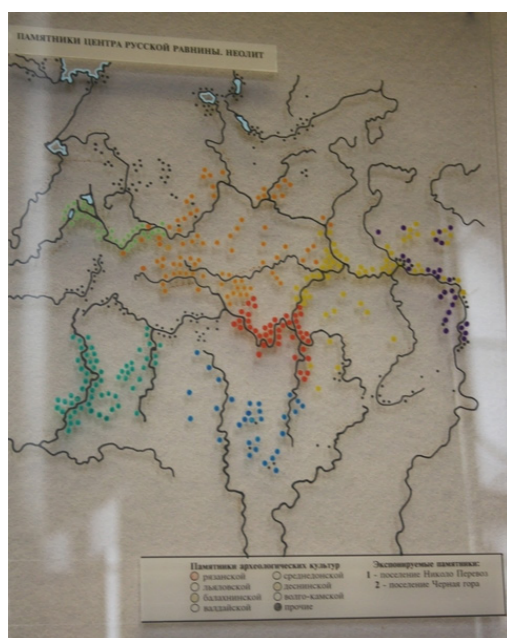 ПАМЯТНИКИ ЦЕНТРА РУССКОЙ РАВНИНЫ. НЕОЛИТ
Памятники археологических культур
рязанской
льяловской
балахнинской
валдайской
среднедонской
деснинской
волго-камской
прочие
Экспонируемые памятники:
1 - поселение Николо Перевоз
2 - поселение Черная гора